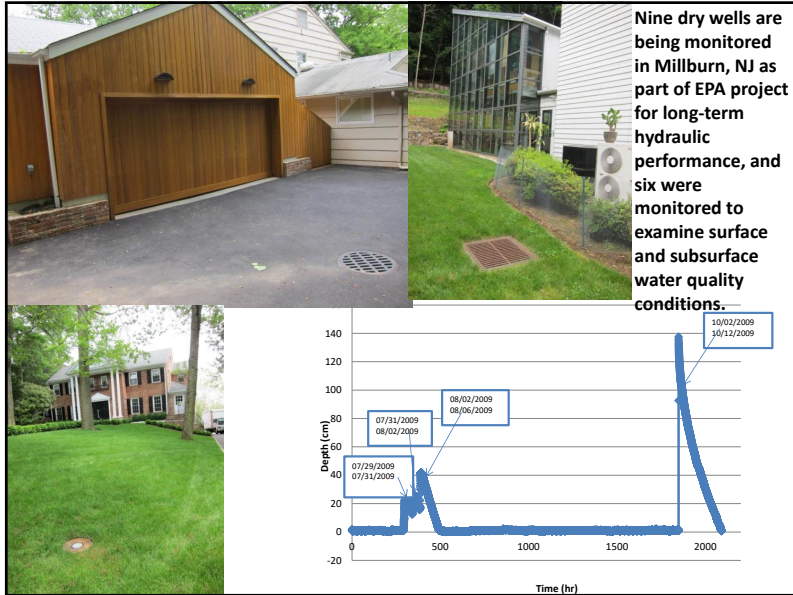 Nine dry wells are
being monitored
in Millburn, NJ as
part of EPA project
for long-term
hydraulic
performance, and
six were
monitored to
examine surface
and subsurface
water quality
conditions.
140
120
100
80
60
40
20
0
-20
Depth (cm)
07/29/2009
07/31/2009
07/31/2009
08/02/2009
08/02/2009
08/06/2009
10/02/2009
10/12/2009
0
500
1000
1500
2000
Time (hr)